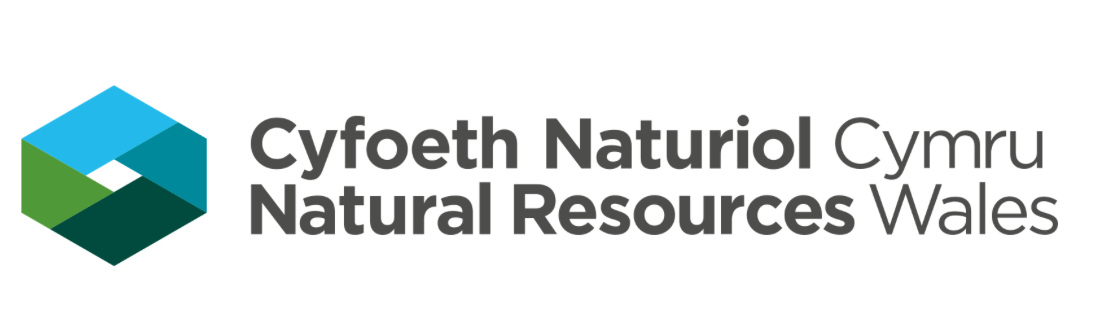 Cyfoeth Naturiol Cymru
Natural Resources Wales